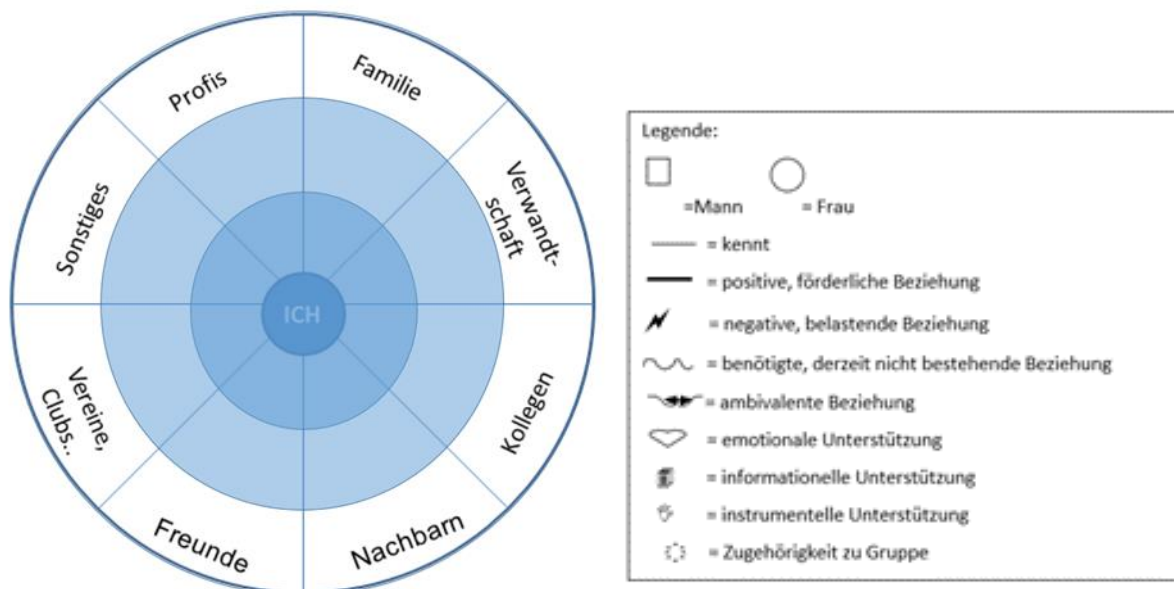 Profis
Familie
Sonstiges
Verwandt-
schaft
ICH
Vereine,
Clubs..
Kollegen
Freunde
Nachbarn
Legende:
=Mann = Frau
= kennt
= positive, förderliche Beziehung
= negative, belastende Beziehung
= benötigte, derzeit nicht bestehende Beziehung
= ambivalente Beziehung
= emotionale Unterstützung
= informationelle Unterstützung
= instrumentelle Unterstützung
= Zugehörigkeit zu Gruppe